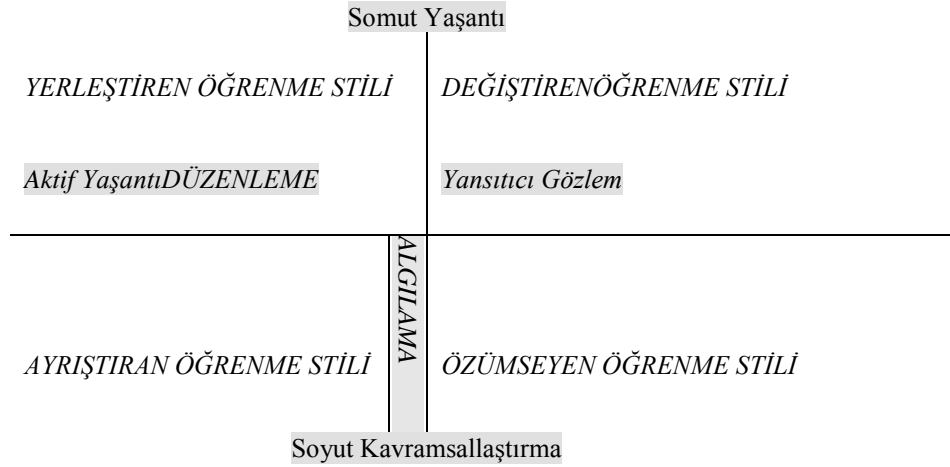 Somut Yaşantı
YERLEŞTİREN ÖĞRENME STİLİ
DEĞİŞTİRENÖĞRENME STİLİ
Aktif YaşantıDÜZENLEME
Yansıtıcı Gözlem
ALGILAMA
AYRIŞTIRAN ÖĞRENME STİLİ
ÖZÜMSEYEN ÖĞRENME STİLİ
Soyut Kavramsallaştırma